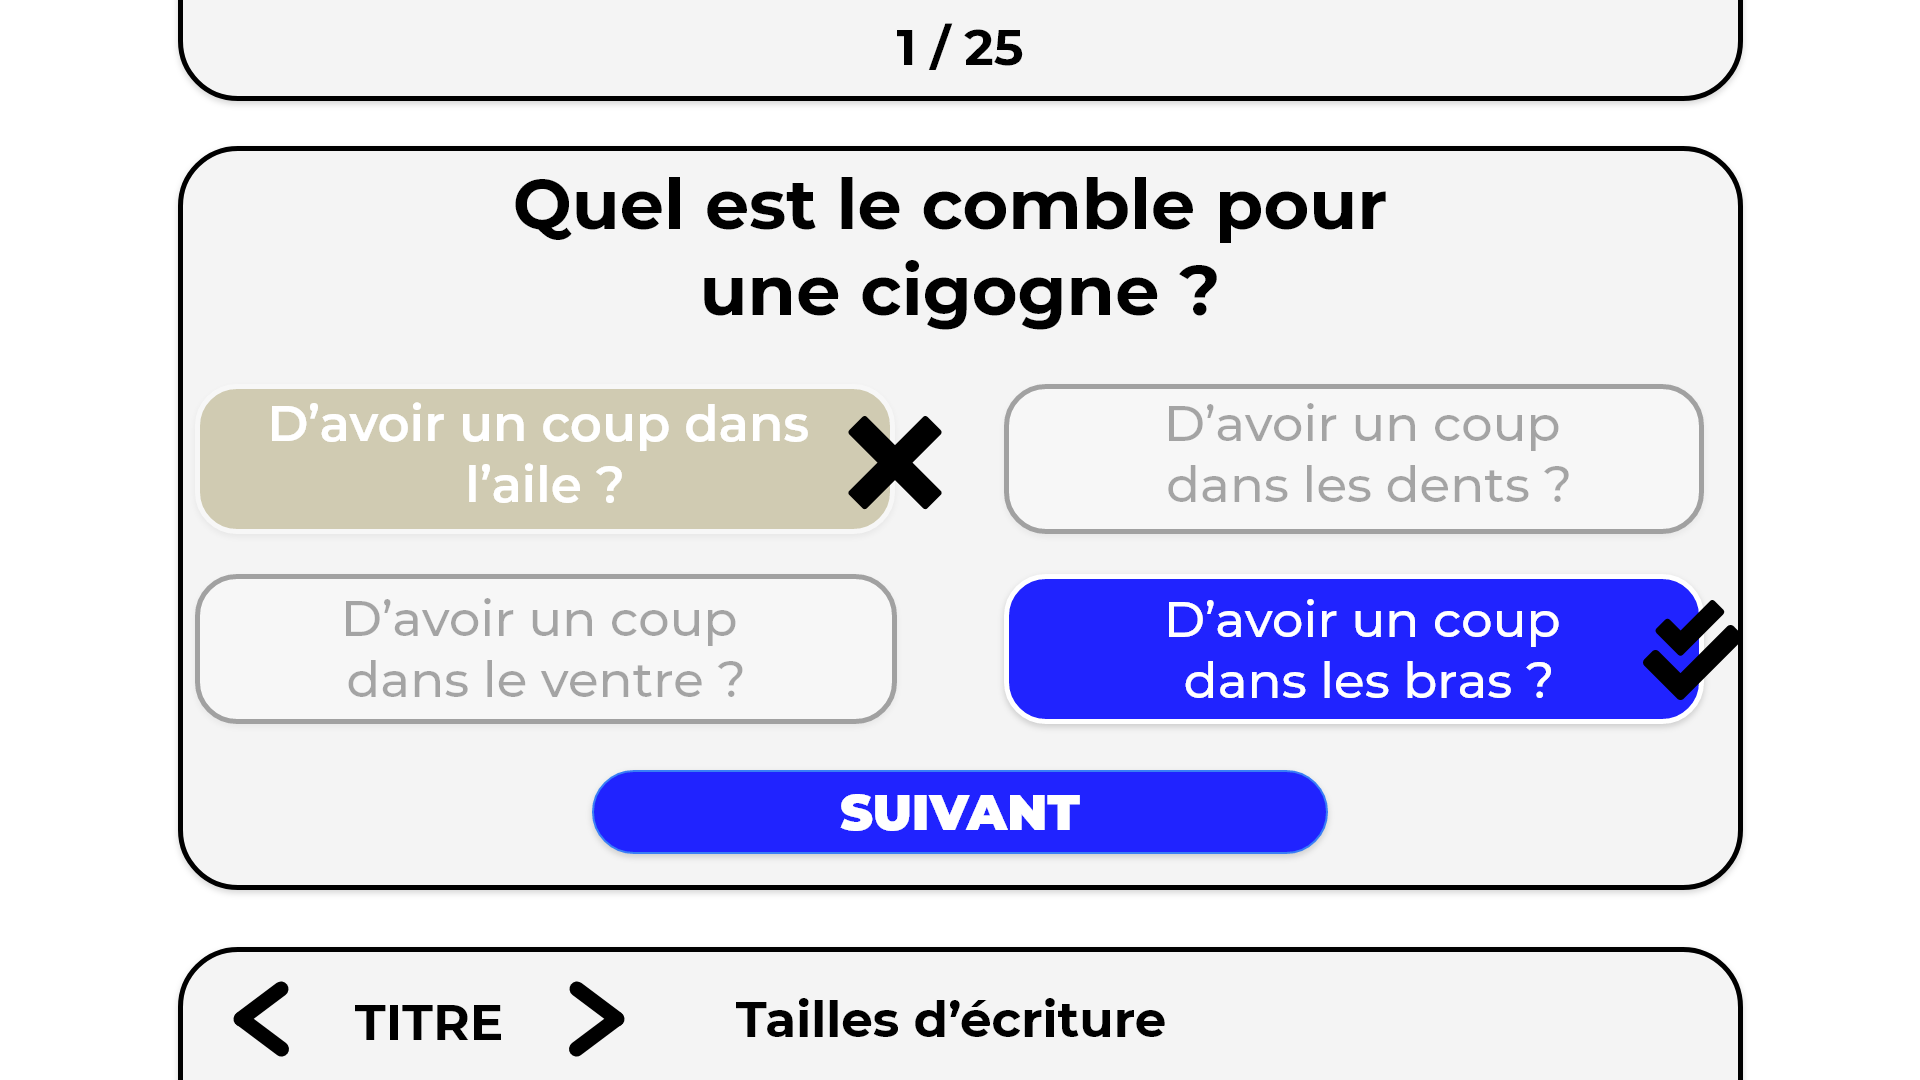 1 / 25
Quel est le comble pour
une cigogne ?
D’avoir un coup dans
l’aile ?
D’avoir un coup
dans les dents ?
D’avoir un coup
dans le ventre ?
D’avoir un coup
dans les bras ?
SUIVANT
TITRE
Tailles d’écriture